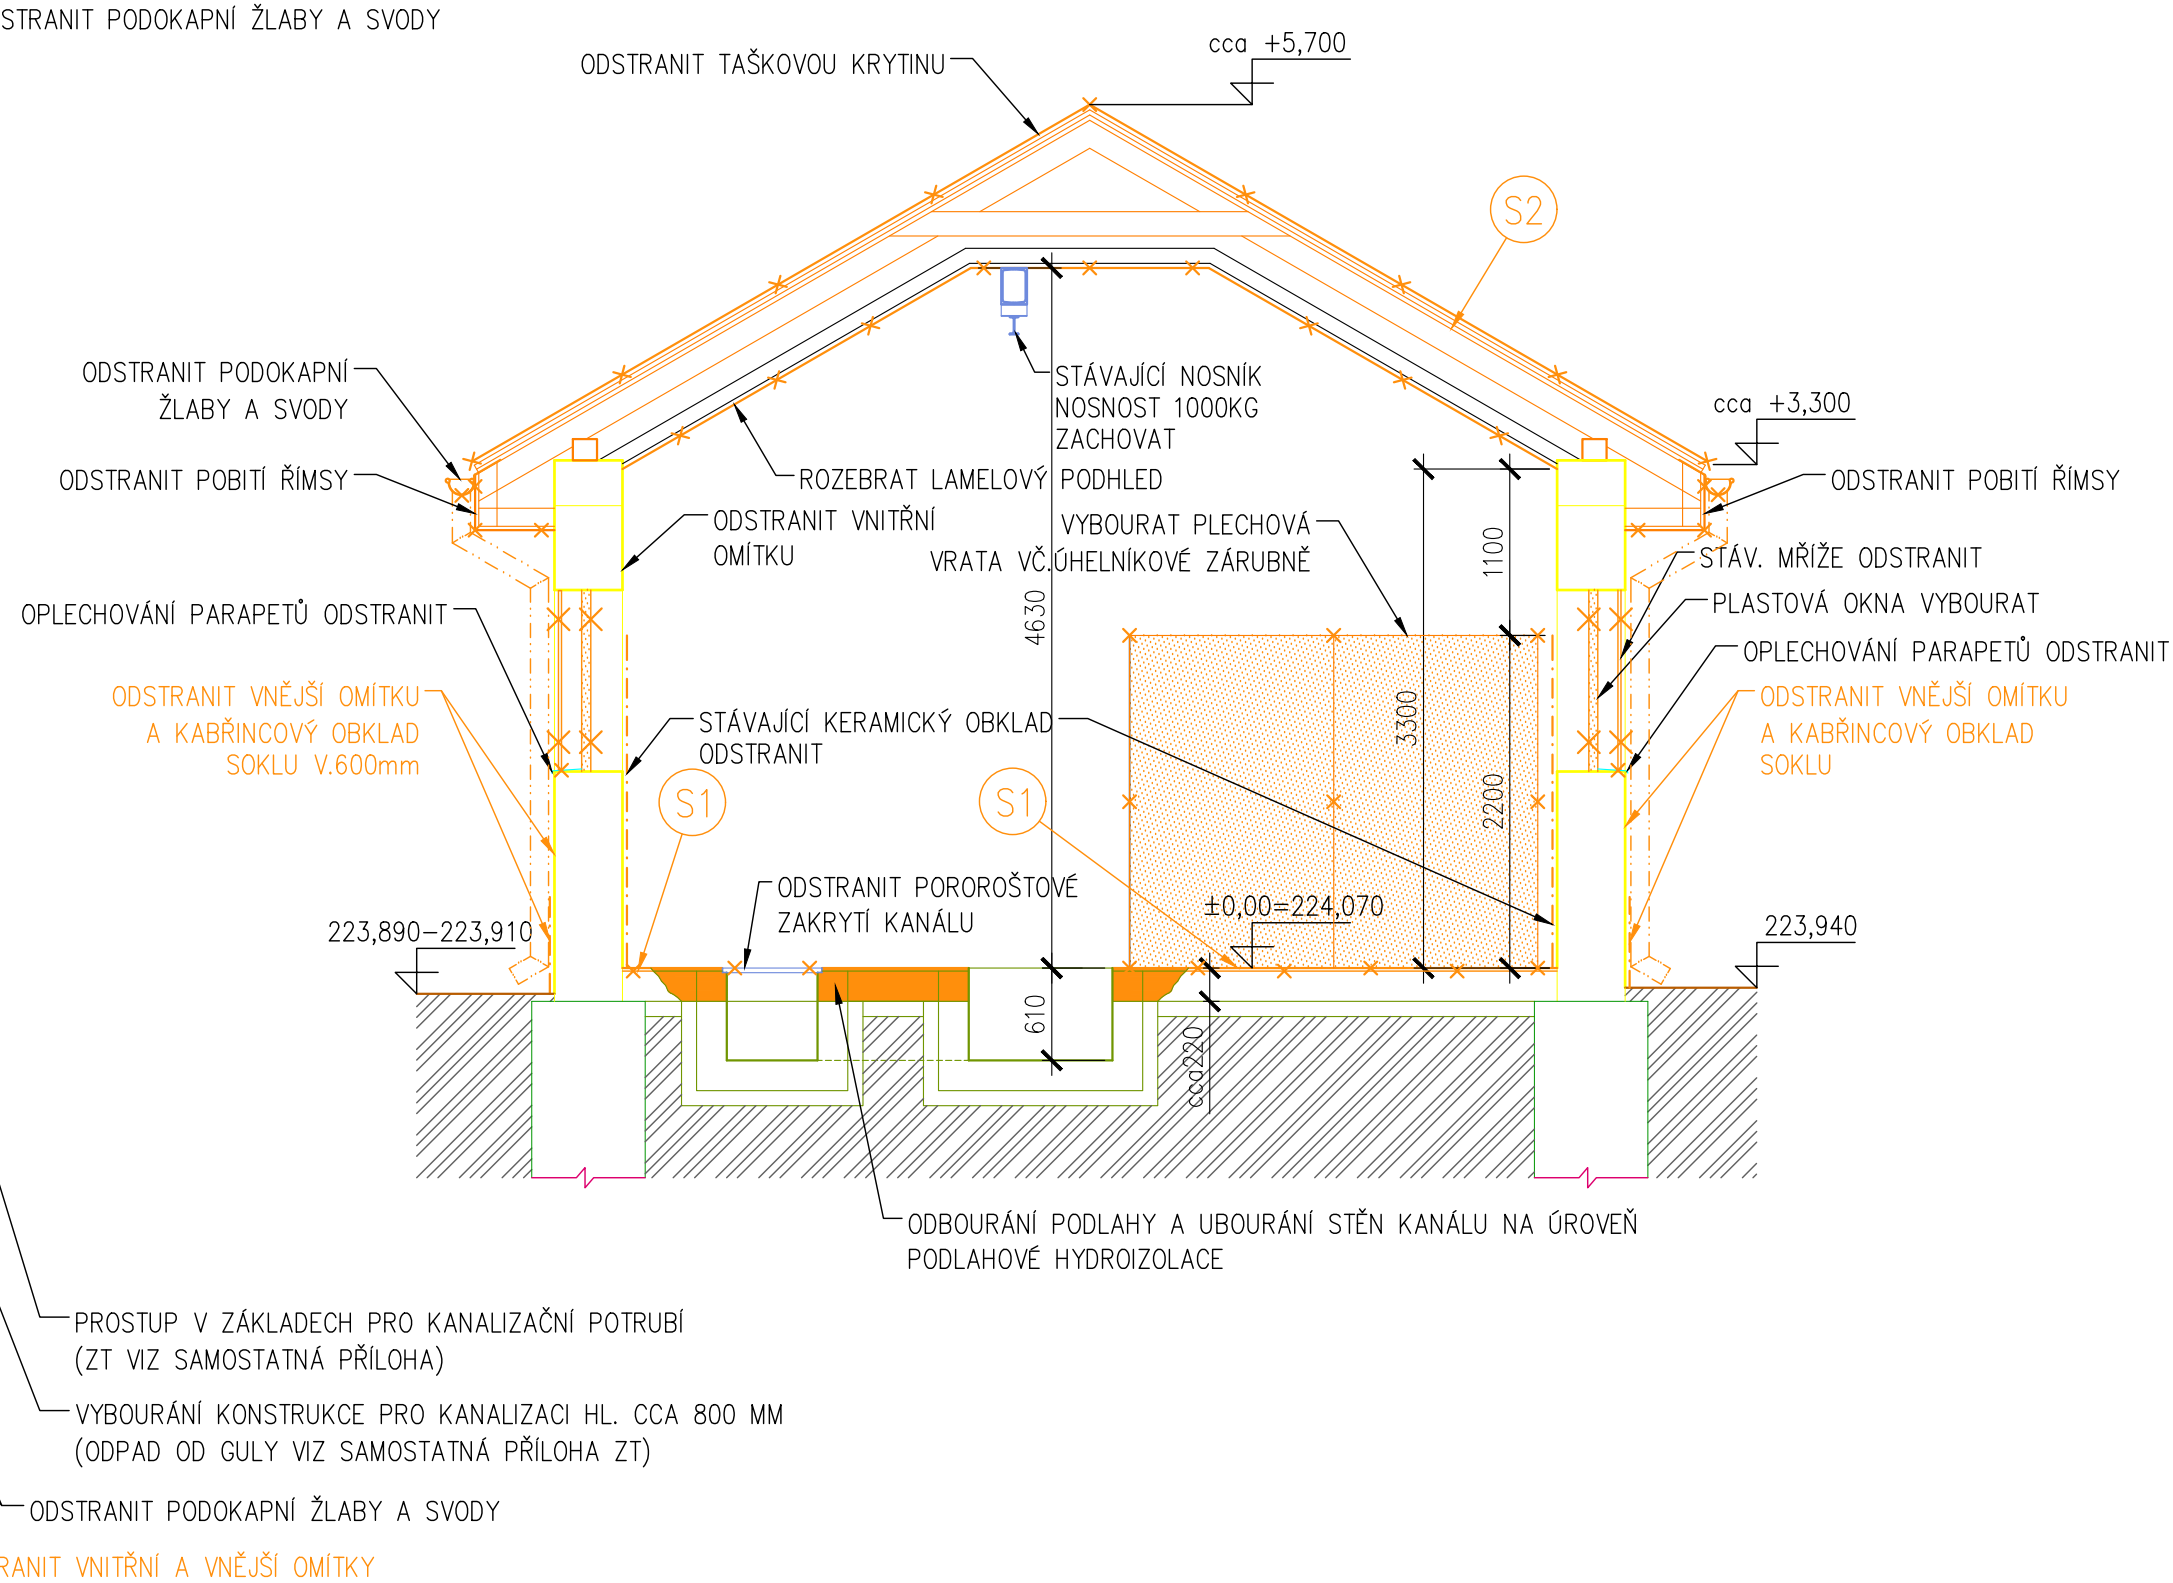 STRANIT PODOKAPNÍ ŽLABY A SVODY
ODSTRANIT TAŠKOVOU KRYTINU
cca +5,700
S2
ODSTRANIT PODOKAPNÍ
ŽLABY A SVODY
STÁVAJÍCÍ NOSNÍK
NOSNOST 1000KG
ZACHOVAT
cca +3,300
ODSTRANIT POBITÍ ŘÍMSY
ROZEBRAT LAMELOVÝ PODHLED
ODSTRANIT POBITÍ ŘÍMSY
ODSTRANIT VNITŘNÍ
OMÍTKU
VYBOURAT PLECHOVÁ
VRATA VČ.ÚHELNÍKOVÉ ZÁRUBNĚ
1100
STÁV. MŘÍŽE ODSTRANIT
4630
PLASTOVÁ OKNA VYBOURAT
OPLECHOVÁNÍ PARAPETŮ ODSTRANIT
OPLECHOVÁNÍ PARAPETŮ ODSTRANIT
ODSTRANIT VNĚJŠÍ OMÍTKU
A KABŘINCOVÝ OBKLAD
SOKLU V.600mm
STÁVAJÍCÍ KERAMICKÝ OBKLAD
ODSTRANIT
3300
2200
ODSTRANIT VNĚJŠÍ OMÍTKU
A KABŘINCOVÝ OBKLAD
SOKLU
S1
S1
ODSTRANIT POROROŠTOVÉ
ZAKRYTÍ KANÁLU
±0,00=224,070
223,890-223,910
223,940
610
cca220
ODBOURÁNÍ PODLAHY A UBOURÁNÍ STĚN KANÁLU NA ÚROVEŇ
PODLAHOVÉ HYDROIZOLACE
PROSTUP V ZÁKLADECH PRO KANALIZAČNÍ POTRUBÍ
(ZT VIZ SAMOSTATNÁ PŘÍLOHA)
VYBOURÁNÍ KONSTRUKCE PRO KANALIZACI HL. CCA 800 MM
(ODPAD OD GULY VIZ SAMOSTATNÁ PŘÍLOHA ZT)
ODSTRANIT PODOKAPNÍ ŽLABY A SVODY
RANIT VNITŘNÍ A VNĚJŠÍ OMÍTKY